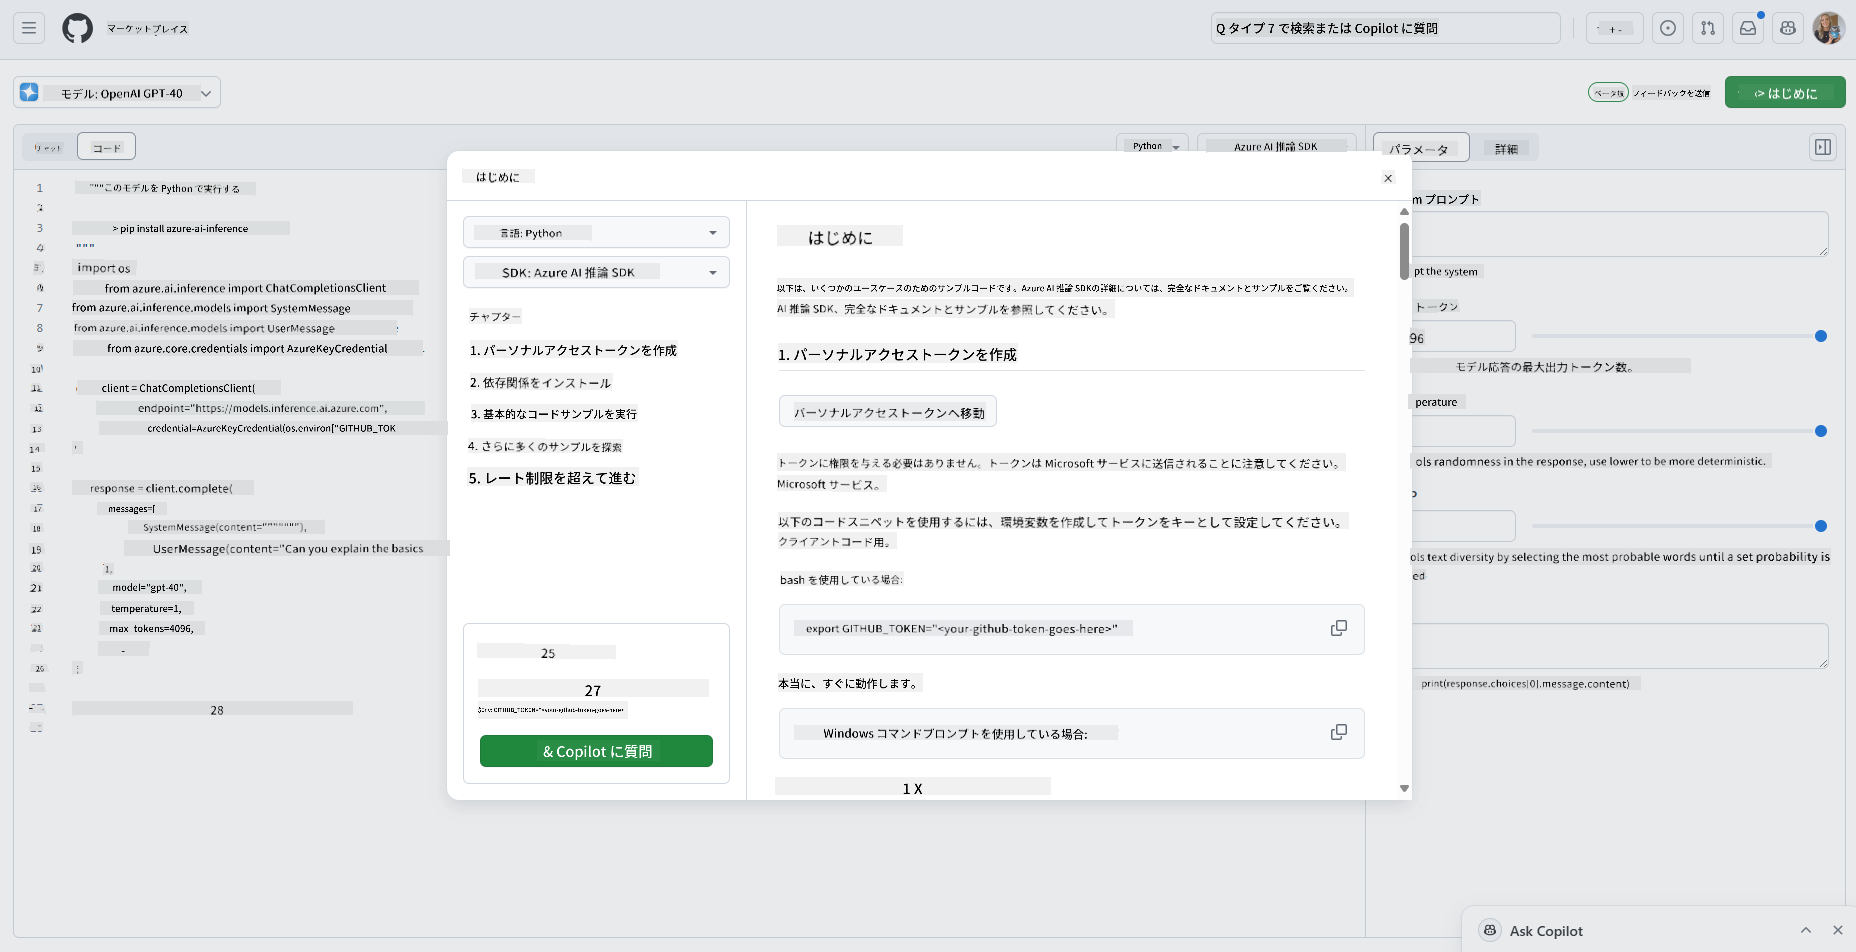 マーケットプレイス
Q タイプ 7 で検索または Copilot に質問
+ -
モデル: OpenAI GPT-40
ベータ版
フィードバックを送信
<> はじめに
コード
Python
Azure AI 推論 SDK
パラメータ
詳細
1 """このモデルを Python で実行する
2
3 > pip install azure-ai-inference
4 """
import os
from azure.ai.inference import ChatCompletionsClient
7 from azure.ai.inference.models import SystemMessage
8 from azure.ai.inference.models import UserMessage
9 from azure.core.credentials import AzureKeyCredential
10
11 client = ChatCompletionsClient(
12 endpoint="https://models.inference.ai.azure.com",
13 credential=AzureKeyCredential(os.environ["GITHUB_TOK
14
15
16 response = client.complete(
17 messages=[
18 SystemMessage(content=""""""),
19 UserMessage(content="Can you explain the basics
20 ],
21 model="gpt-40",
22 temperature=1,
23 max_tokens=4096,
26
28
はじめに
×
言語: Python
SDK: Azure AI 推論 SDK
チャプター
1. パーソナルアクセストークンを作成
2. 依存関係をインストール
3. 基本的なコードサンプルを実行
4. さらに多くのサンプルを探索
5. レート制限を超えて進む
25
27
$Env:GITHUB_TOKEN="<your-github-token-goes-here>
& Copilot に質問
はじめに
以下は、いくつかのユースケースのためのサンプルコードです。Azure AI 推論 SDKの詳細については、完全なドキュメントとサンプルをご覧ください。
AI 推論 SDK、完全なドキュメントとサンプルを参照してください。
1. パーソナルアクセストークンを作成
パーソナルアクセストークンへ移動
トークンに権限を与える必要はありません。トークンは Microsoft サービスに送信されることに注意してください。
Microsoft サービス。
以下のコードスニペットを使用するには、環境変数を作成してトークンをキーとして設定してください。
クライアントコード用。
bash を使用している場合:
export GITHUB_TOKEN="<your-github-token-goes-here>"
本当に、すぐに動作します。
Windows コマンドプロンプトを使用している場合:
1 X
m プロンプト
pt the system
トークン
96
モデル応答の最大出力トークン数。
perature
ols randomness in the response, use lower to be more deterministic.
ols text diversity by selecting the most probable words until a set probability is
ed
print(response.choices[0].message.content)
Ask Copilot